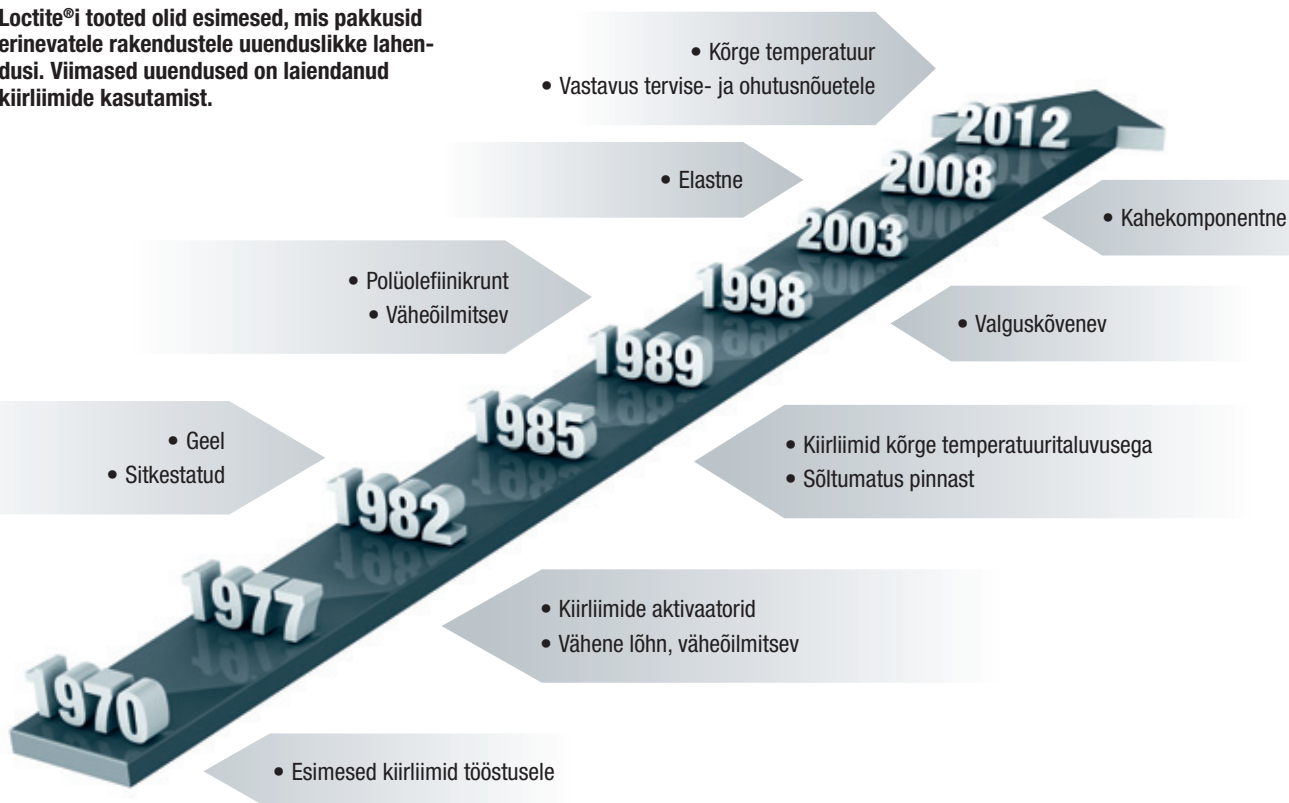 Loctite®i tooted olid esimesed, mis pakkusid
erinevatele rakendustele uuenduslikke lahen-
dusi. Viimased uuendused on laiendanud
kiirliimide kasutamist.
• Kõrge temperatuur
• Vastavus tervise- ja ohutusnõuetele
2012
• Elastne
2008
• Kahekomponentne
2003
• Polüolefiinikrunt
• Väheõilmitsev
1998
• Valguskõvenev
1989
• Geel
• Sitkestatud
1985
• Kiirliimid kõrge temperatuuritaluvusega
• Sõltumatus pinnast
1982
1977
• Kiirliimide aktivaatorid
• Vähene lõhn, väheõilmitsev
1970
• Esimesed kiirliimid tööstusele